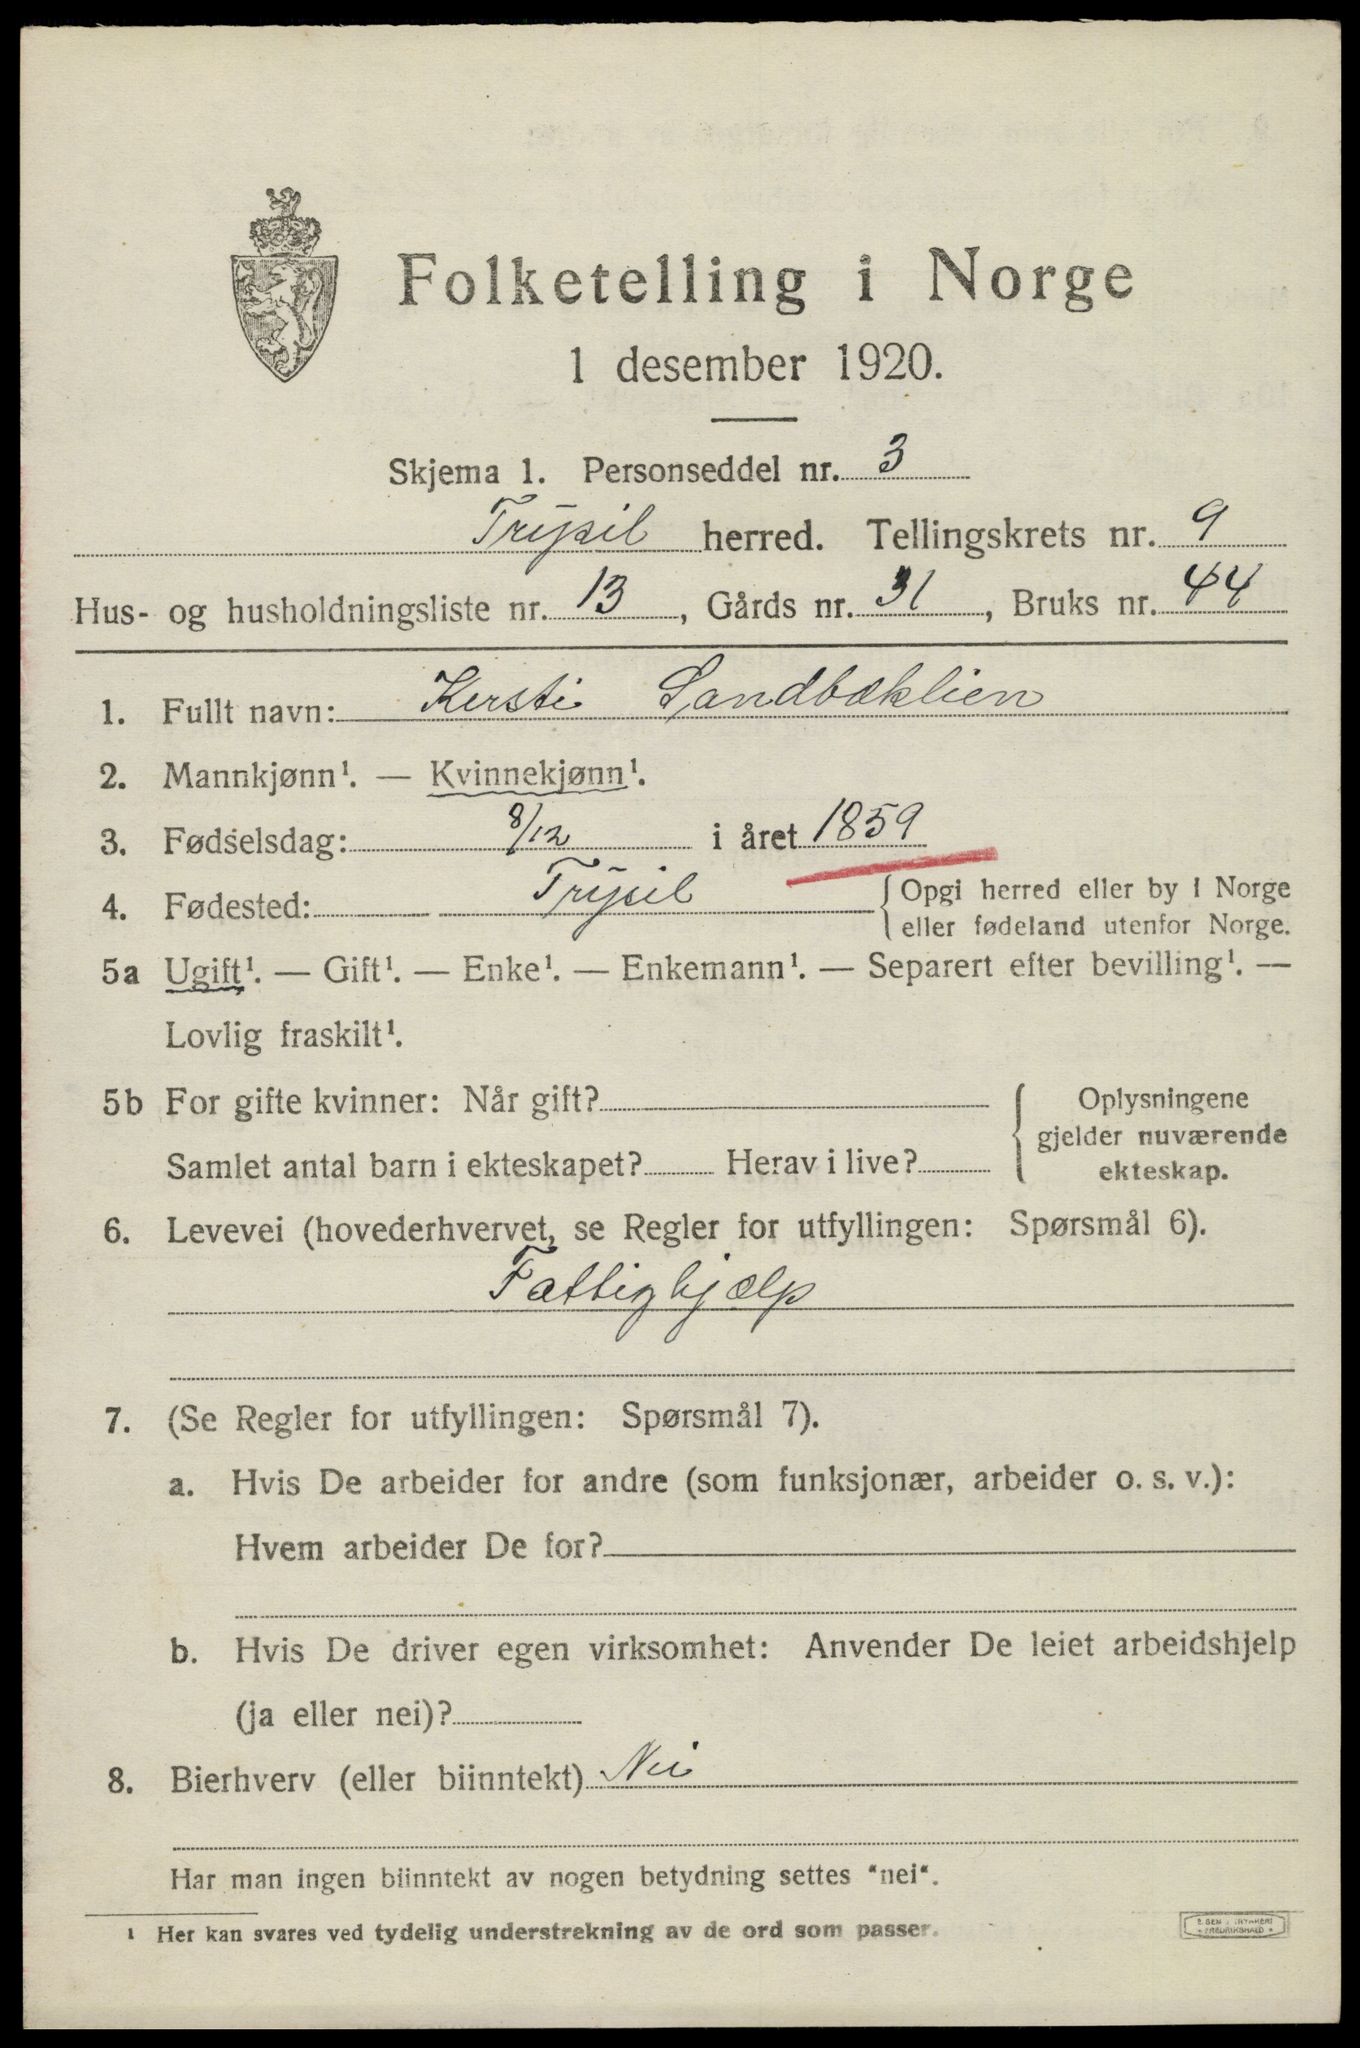 Folketelling i Norge
1 desember 1920.
Skjema 1. Personseddel nr. 3
Trysil herred. Tellingskrets nr. 9
Hus- og husholdningsliste nr. 13, Gårds nr. 31, Bruks nr. 44
1. Fullt navn: Kersti Sandbæklien
2. Mannkjønn¹. — Kvinnekjønn¹.
3. Fødselsdag: 8/12 i året 1859
4. Fødested: Trysil { Opgi herred eller by i Norge
eller fødeland utenfor Norge.
5a Ugift¹. — Gift¹. — Enke¹. — Enkemann¹. — Separert efter bevilling¹. —
Lovlig fraskilt¹.
5b For gifte kvinner: Når gift?
Samlet antal barn i ekteskapet? Herav i live?
{ Oplysningene
gjelder nuværende
ekteskap.
6. Levevei (hovederhvervet, se Regler for utfyllingen: Spørsmål 6).
Fattighjælp
7. (Se Regler for utfyllingen: Spørsmål 7).
a. Hvis De arbeider for andre (som funksjonær, arbeider o. s. v.):
Hvem arbeider De for?
b. Hvis De driver egen virksomhet: Anvender De leiet arbeidshjelp
(ja eller nei)?
8. Bierhverv (eller biinntekt) Nei
Har man ingen biinntekt av nogen betydning settes "nei".
¹ Her kan svares ved tydelig understrekning av de ord som passer.